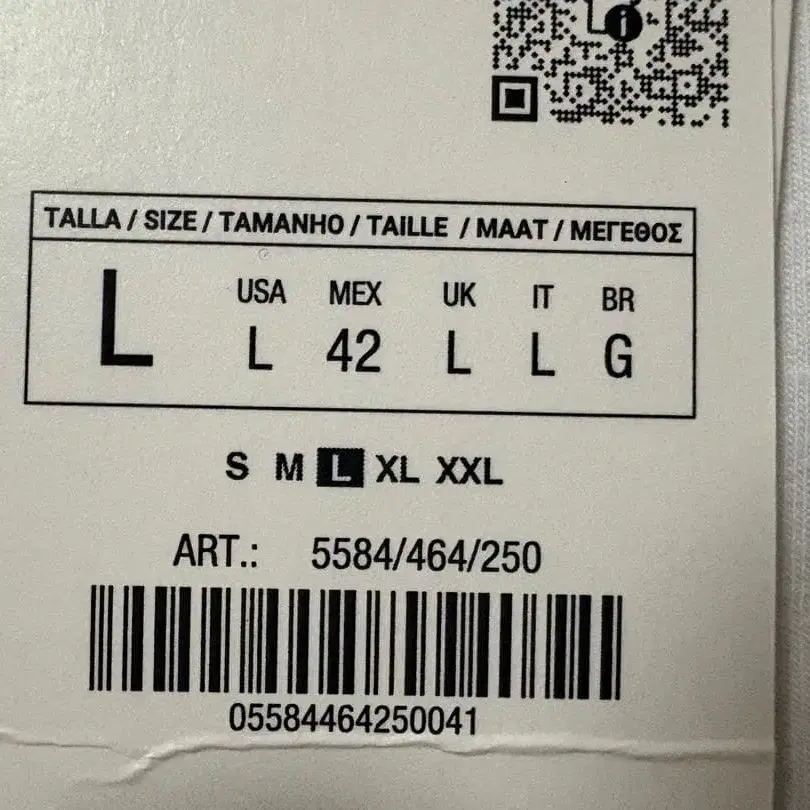 TALLA / SIZE / TAMANHO / TAILLE / MAAT / ΜΕΓΕΘΟΣ
USA MEX UK IT BR
L L 42 L L G
S M L XL XXL
ART.: 5584/464/250
05584464250041